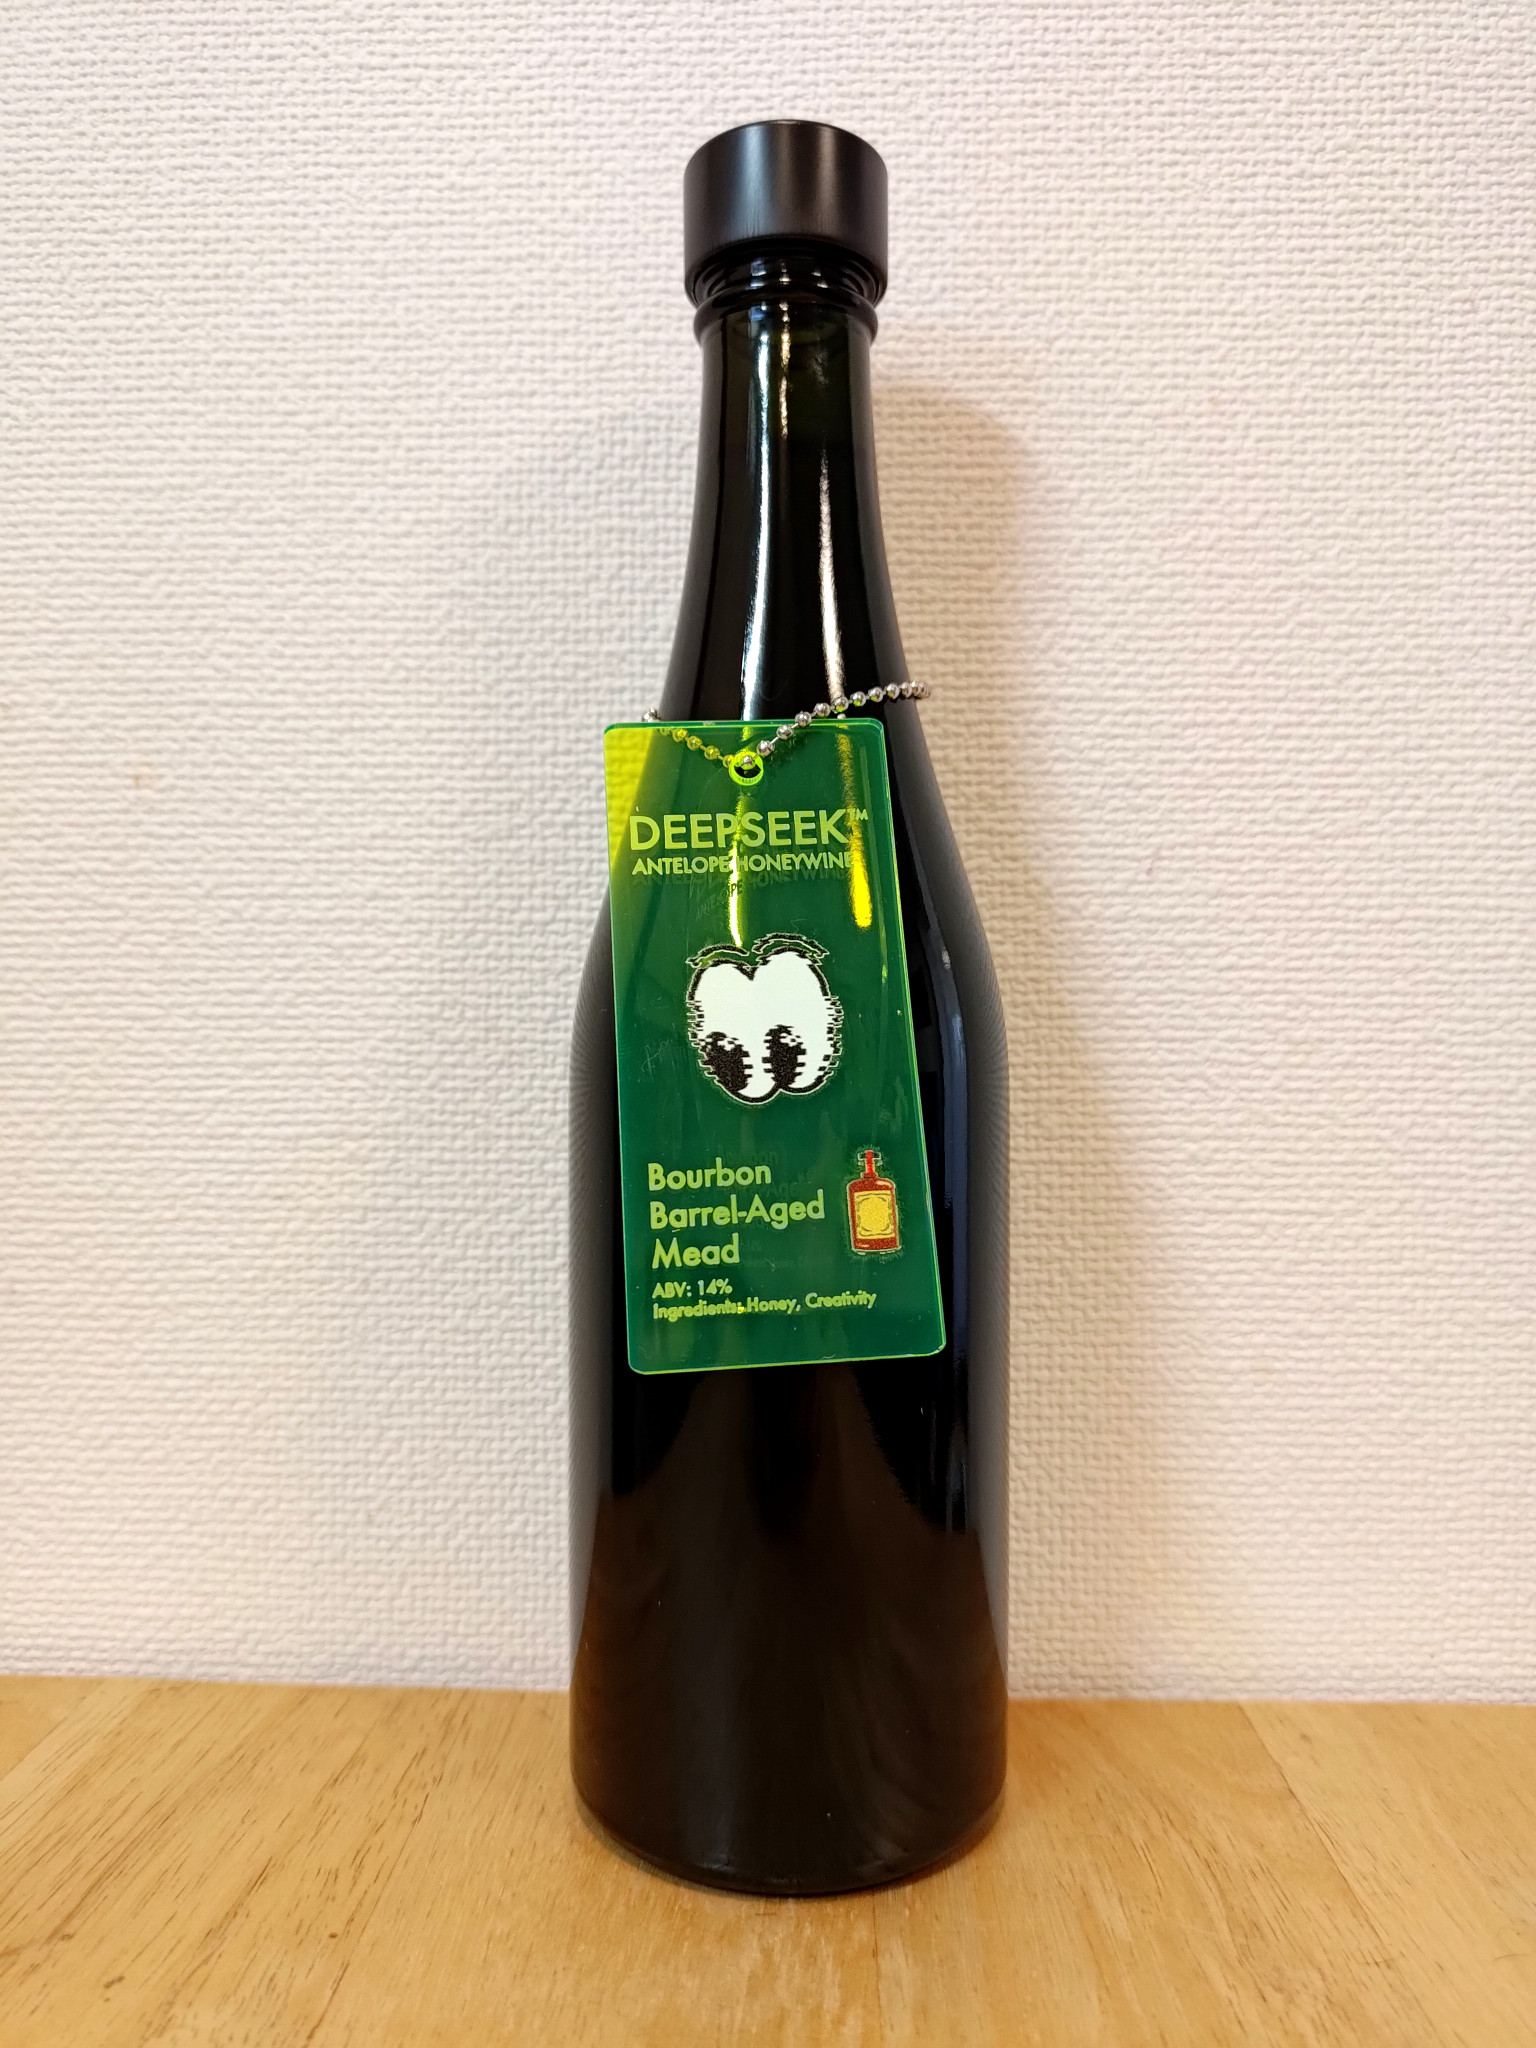 DEEPSEEK™
ANTELOPE HONEYWINE
Bourbon
Barrel-Aged
Mead
ABV: 14%
Ingredients: Honey, Creativity